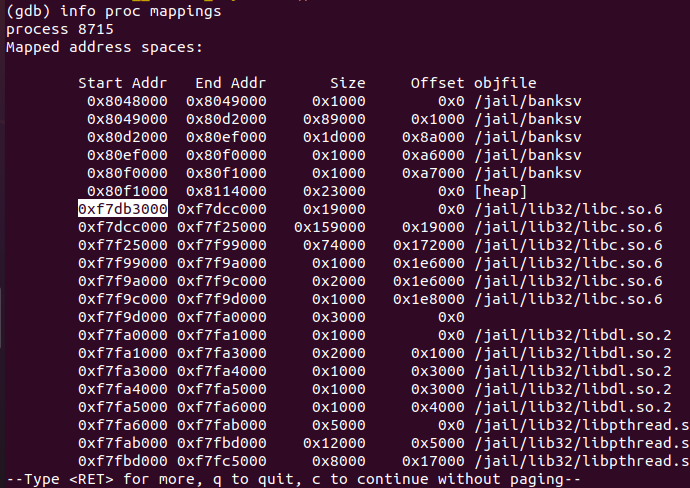 (gdb) info proc mappings
process 8715
Mapped address spaces:
Start Addr End Addr Size Offset objfile
0x8048000 0x8049000 0x1000 0x0 /jail/banksv
0x8049000 0x80d2000 0x89000 0x1000 /jail/banksv
0x80d2000 0x80ef000 0x1d000 0x8a000 /jail/banksv
0x80ef000 0x80f0000 0x1000 0xa6000 /jail/banksv
0x80f0000 0x80f1000 0x1000 0xa7000 /jail/banksv
0x80f1000 0x8114000 0x23000 0x0 [heap]
0xf7db3000 0xf7dcc000 0x19000 0x0 /jail/lib32/libc.so.6
0xf7dcc000 0xf7f25000 0x159000 0x19000 /jail/lib32/libc.so.6
0xf7f25000 0xf7f99000 0x74000 0x172000 /jail/lib32/libc.so.6
0xf7f99000 0xf7f9a000 0x1000 0x1e6000 /jail/lib32/libc.so.6
0xf7f9a000 0xf7f9c000 0x2000 0x1e6000 /jail/lib32/libc.so.6
0xf7f9c000 0xf7f9d000 0x1000 0x1e8000 /jail/lib32/libc.so.6
0xf7f9d000 0xf7fa0000 0x3000 0x0
0xf7fa0000 0xf7fa1000 0x1000 0x0 /jail/lib32/libdl.so.2
0xf7fa1000 0xf7fa3000 0x2000 0x1000 /jail/lib32/libdl.so.2
0xf7fa3000 0xf7fa4000 0x1000 0x3000 /jail/lib32/libdl.so.2
0xf7fa4000 0xf7fa5000 0x1000 0x3000 /jail/lib32/libdl.so.2
0xf7fa5000 0xf7fa6000 0x1000 0x4000 /jail/lib32/libdl.so.2
0xf7fa6000 0xf7fab000 0x5000 0x0 /jail/lib32/libpthread.s
0xf7fab000 0xf7fbd000 0x12000 0x5000 /jail/lib32/libpthread.s
0xf7fbd000 0xf7fc5000 0x8000 0x17000 /jail/lib32/libpthread.s
--Type <RET> for more, q to quit, c to continue without paging--